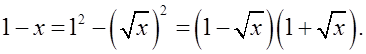 1 − x = 1² − (√x)² = (1 − √x)(1 + √x).